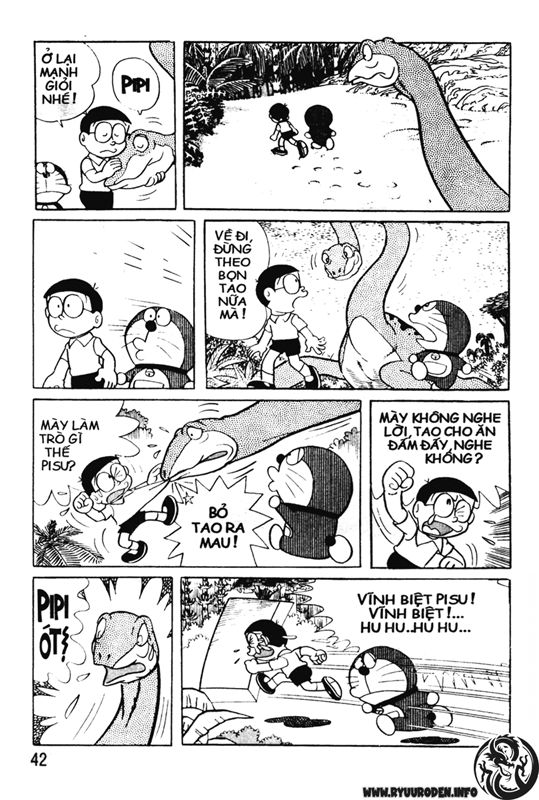 Ở LẠI
MẠNH
GIỎI
NHÉ!
PIPI
VỀ ĐI,
ĐỪNG
THEO
BỌN
TAO
NỮA
MÀ!
MÀY LÀM
TRÒ GÌ
THẾ
PISU?
BỎ
TAO RA
MAU!
MÀY KHÔNG NGHE
LỜI, TAO CHO ĂN
ĐẤM ĐẤY, NGHE
KHÔNG?
PIPI
ÓT
VĨNH BIỆT PISU!
VĨNH BIỆT!...
HU HU..HU HU...
42
WWW.RYUURODEN.INFO